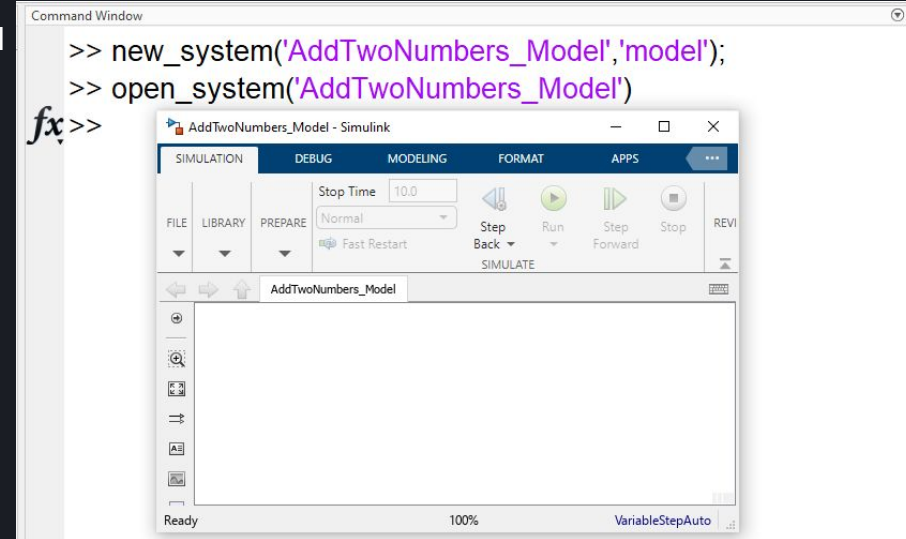 Command Window
>> new_system('AddTwoNumbers_Model','model');
>> open_system('AddTwoNumbers_Model')
fx >>
AddTwoNumbers_Model - Simulink
SIMULATION DEBUG MODELING FORMAT APPS
Stop Time 10.0
Normal
Fast Restart
FILE LIBRARY PREPARE
Step Back
Run
Step Forward
Stop
SIMULATE
REVI
AddTwoNumbers_Model
Ready 100% VariableStepAuto